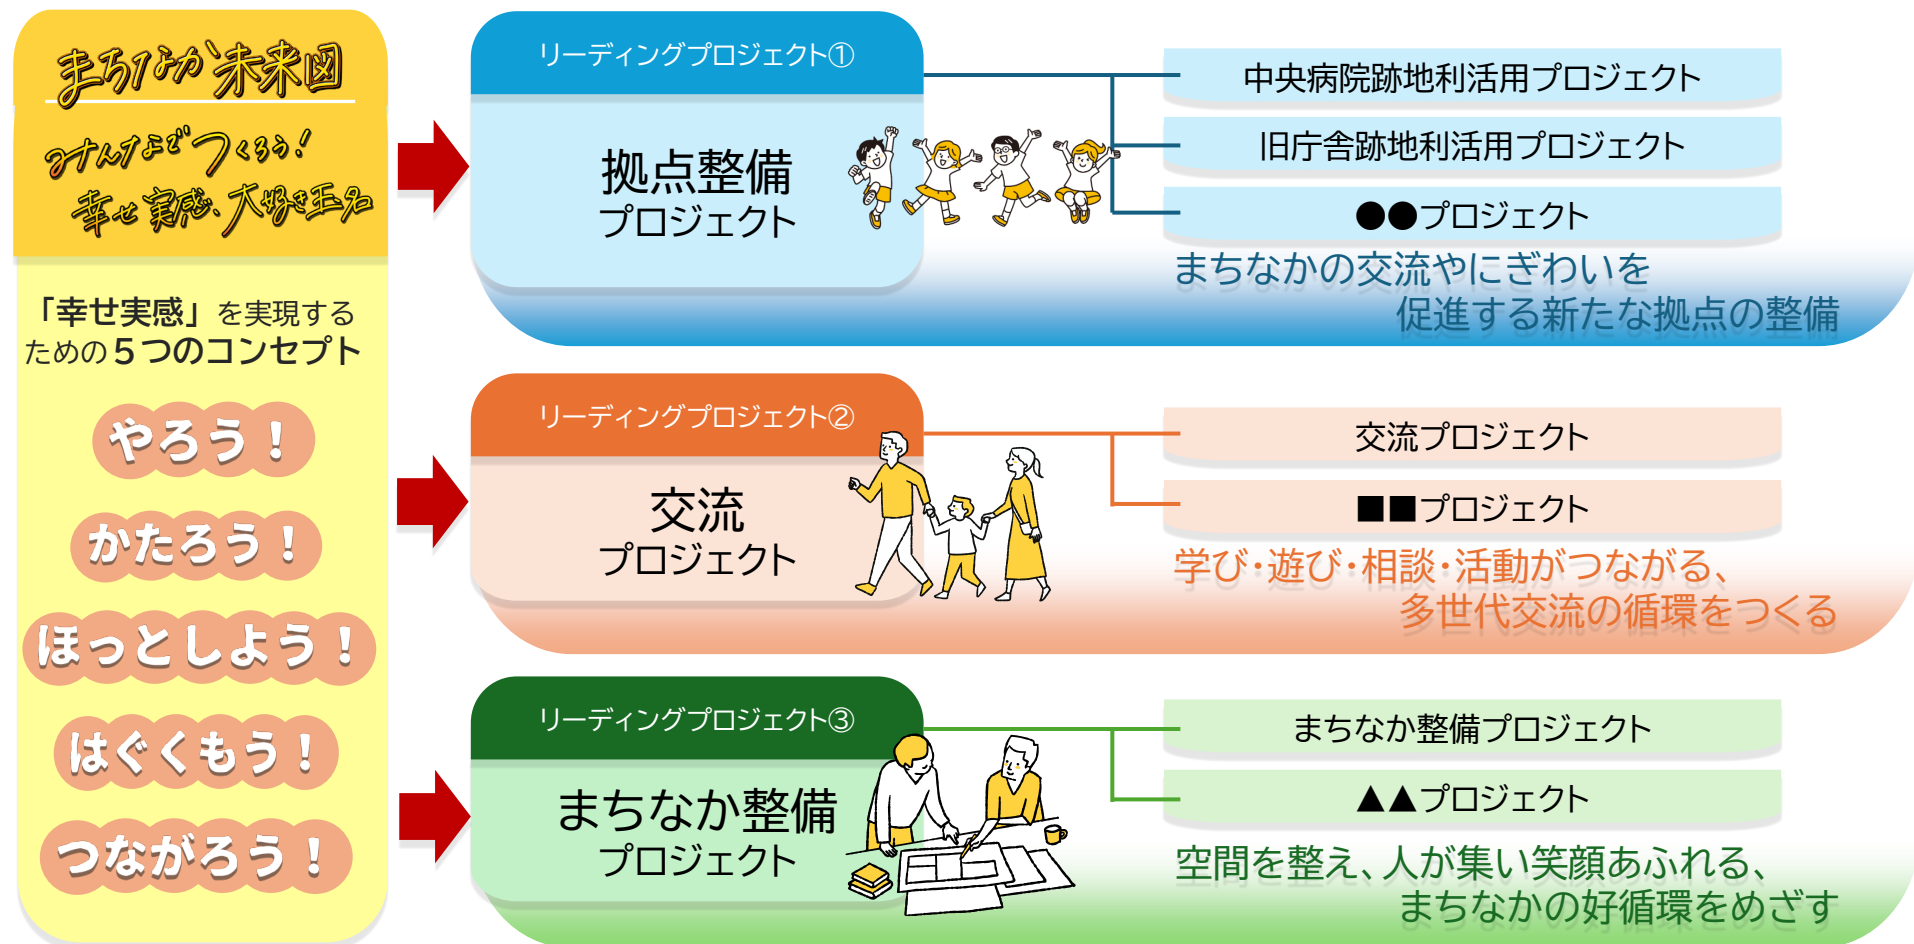 まちなか未来図
みんなでつくろう!
幸せ実感、大好き玉名
「幸せ実感」を実現する
ための5つのコンセプト
やろう!
かたろう!
ほっとしよう!
はぐくもう!
つながろう!
リーディングプロジェクト①
拠点整備
プロジェクト
中央病院跡地利活用プロジェクト
旧庁舎跡地利活用プロジェクト
●●プロジェクト
まちなかの交流やにぎわいを
促進する新たな拠点の整備
リーディングプロジェクト②
交流
プロジェクト
交流プロジェクト
■■プロジェクト
学び・遊び・相談・活動がつながる、
多世代交流の循環をつくる
リーディングプロジェクト③
まちなか整備
プロジェクト
まちなか整備プロジェクト
▲▲プロジェクト
空間を整え、人が集い笑顔あふれる、
まちなかの好循環をめざす